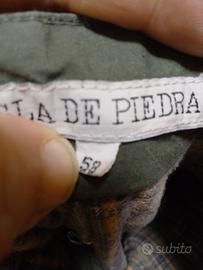 LA DE PIEDRA
58
subito